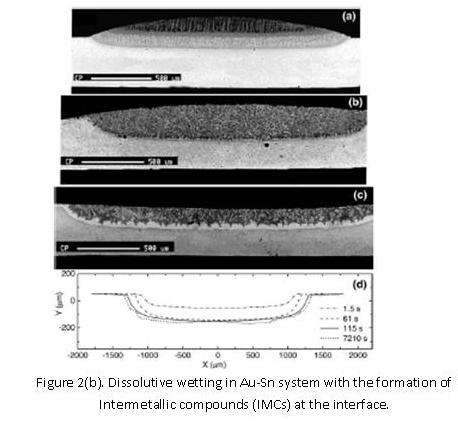 (a)
CP 500 um
(b)
CP 500 um
(c)
CP 500 um
200 (d)
0
-200
Y (μm)
1.5 s
61 s
115 s
7210 s
-2000 -1500 -1000 -500 0 500 1000 1500 2000
X (μm)
Figure 2(b). Dissolutive wetting in Au-Sn system with the formation of
Intermetallic compounds (IMCs) at the interface.